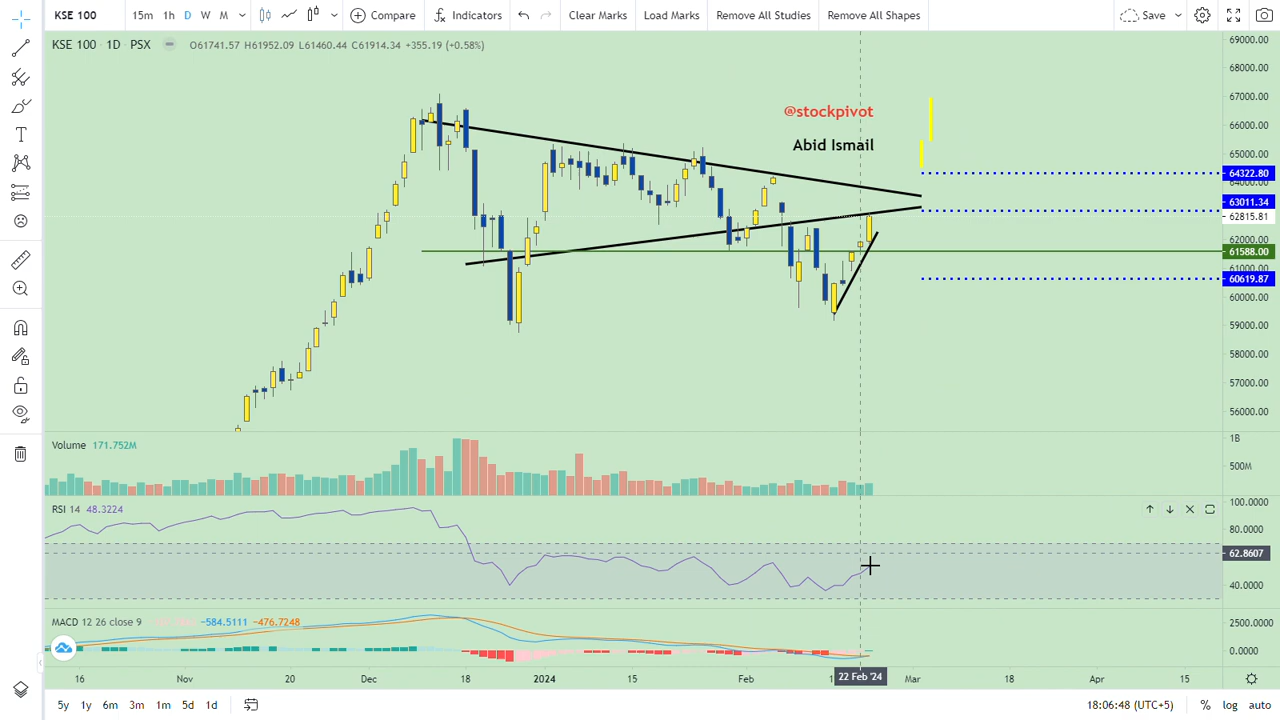 KSE 100 15m 1h D W M Compare Indicators Clear Marks Load Marks Remove All Studies Remove All Shapes Save
KSE 100 · 1D · PSX O61741.57 H61952.09 L61460.44 C61914.34 +355.19 (+0.58%)
69000.00
68000.00
67000.00
@stockpivot
66000.00
Abid Ismail
65000.00
64322.80
64000.00
63011.34
62815.81
62000.00
61588.00
61000.00
60619.87
60000.00
59000.00
58000.00
57000.00
56000.00
Volume 171.752M
1B
500M
RSI 14 48.3224
100.0000
80.0000
62.8607
40.0000
MACD 12 26 close 9 −584.5111 −476.7248
2500.0000
0.0000
16 Nov 20 Dec 18 2024 15 Feb 22 Feb '24 Mar 18 Apr 15
5y 1y 6m 3m 1m 5d 1d 18:06:48 (UTC+5) % log auto